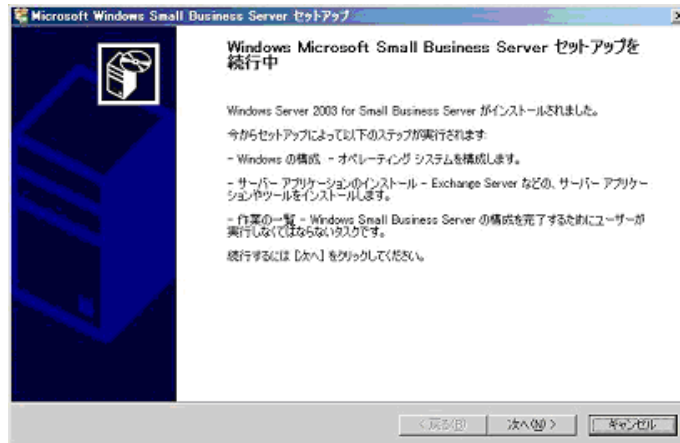 Microsoft Windows Small Business Server セットアップ
Windows Microsoft Small Business Server セットアップを
続行中
Windows Server 2003 for Small Business Server がインストールされました。
今からセットアップによって以下のステップが実行されます:
- Windows の構成 - オペレーティング システムを構成します。
- サーバー アプリケーションのインストール - Exchange Server などの、サーバー アプリケー
ションやツールをインストールします。
- 作業の一覧 - Windows Small Business Server の構成を完了するためにユーザーが
実行しなくてはならないタスクです。
続行するには [次へ] をクリックしてください。
< 戻る(B)
次へ(N) >
キャンセル